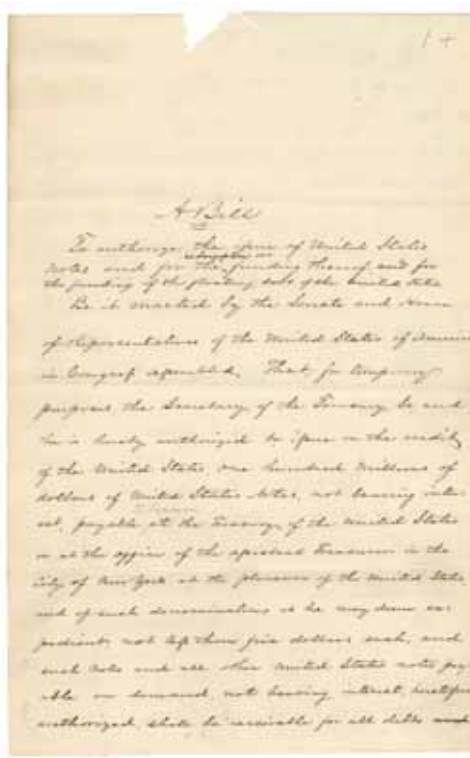 1 +
A Bill
To authorize the issue of United States
notes and for the funding thereof and for
the funding of the floating debt of the United States
Be it enacted by the Senate and House
of Representatives of the United States of America
in Congress assembled, That for temporary
purposes the Secretary of the Treasury be and
he is hereby authorized to issue on the credit
of the United States one hundred millions of
dollars of United States notes, not bearing inter
est, payable at the Treasury of the United States
or at the office of the assistant Treasurer in the
city of New York at the pleasure of the United States
and of such denominations as he may deem ex
pedient not less than five dollars each, and
such notes and all other United States notes pay
able on demand, not bearing interest, heretofore
authorized, shall be receivable for all debts and